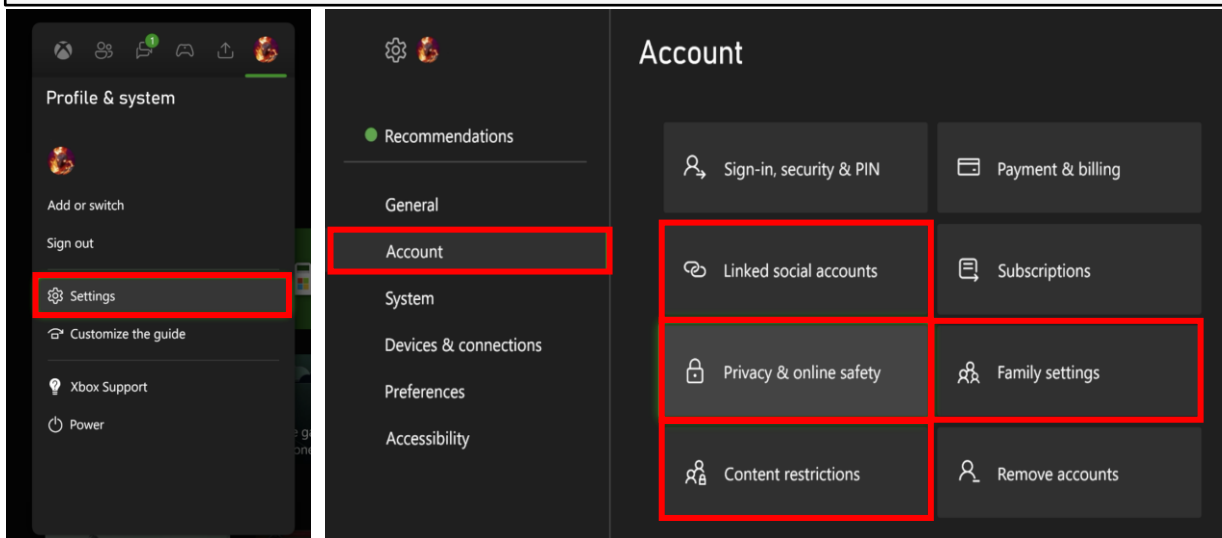 1
Profile & system
Add or switch
Sign out
Settings
Customize the guide
Xbox Support
Power
Recommendations
General
Account
System
Devices & connections
Preferences
Accessibility
Account
Sign-in, security & PIN
Payment & billing
Linked social accounts
Subscriptions
Privacy & online safety
Family settings
Content restrictions
Remove accounts